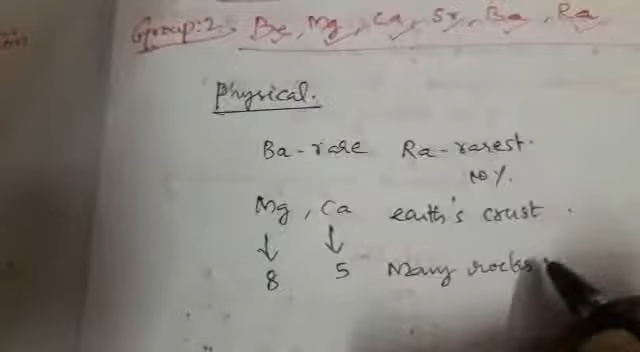 Group:2. Be, Mg, Ca, Sr, Ba, Ra
Physical.
Ba - rare Ra - rarest.
Mg, Ca earth's crust.
↓ ↓
8 5 Many rocks